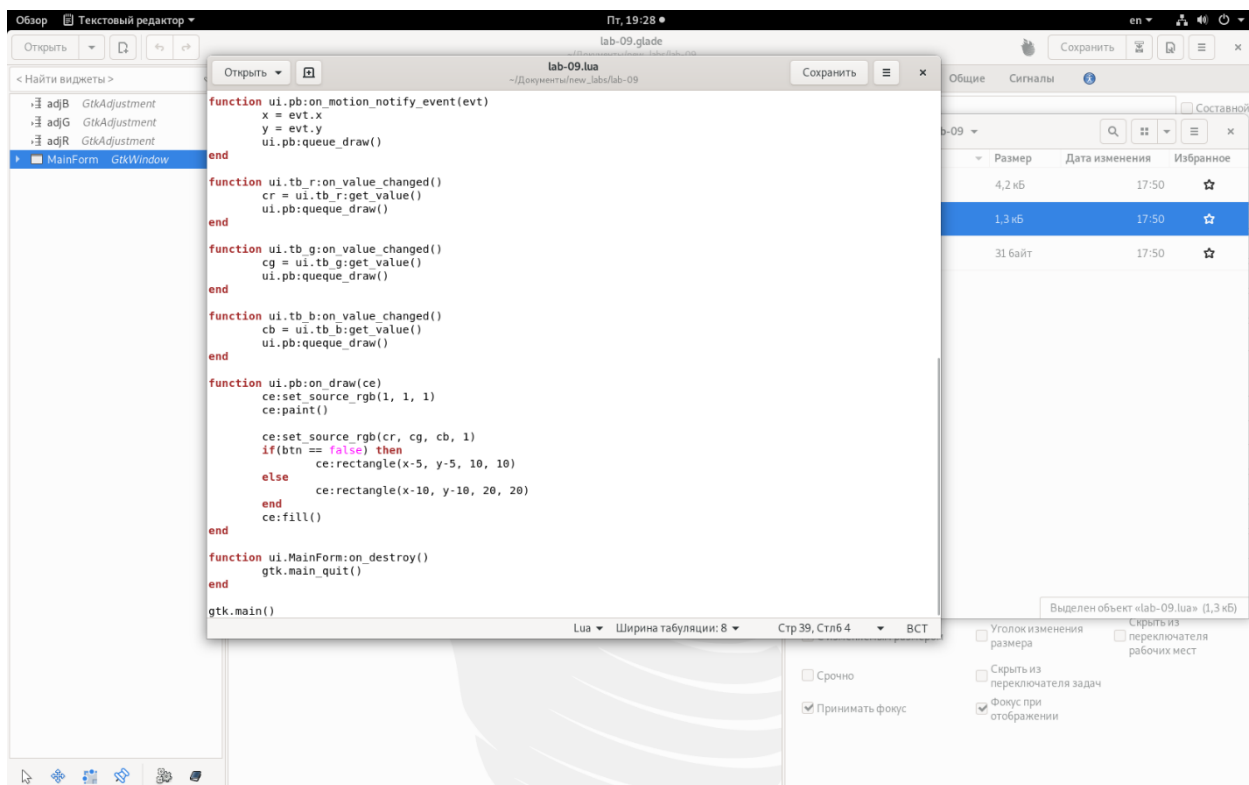 Обзор Текстовый редактор
Пт, 19:28
en
Открыть
lab-09.glade
Сохранить
< Найти виджеты >
adjB GtkAdjustment
adjG GtkAdjustment
adjR GtkAdjustment
MainForm GtkWindow
Открыть
lab-09.lua
~/Документы/new_labs/lab-09
Сохранить
function ui.pb:on_motion_notify_event(evt)
x = evt.x
y = evt.y
ui.pb:queue_draw()
end
function ui.tb_r:on_value_changed()
cr = ui.tb_r:get_value()
ui.pb:queque_draw()
end
function ui.tb_g:on_value_changed()
cg = ui.tb_g:get_value()
ui.pb:queque_draw()
end
function ui.tb_b:on_value_changed()
cb = ui.tb_b:get_value()
ui.pb:queque_draw()
end
function ui.pb:on_draw(ce)
ce:set_source_rgb(1, 1, 1)
ce:paint()
ce:set_source_rgb(cr, cg, cb, 1)
if(btn == false) then
ce:rectangle(x-5, y-5, 10, 10)
else
ce:rectangle(x-10, y-10, 20, 20)
end
ce:fill()
end
function ui.MainForm:on_destroy()
gtk.main_quit()
end
gtk.main()
Lua Ширина табуляции: 8 Стр 39, Стлб 4 ВСТ
Общие Сигналы
Составной
b-09
Размер Дата изменения Избранное
4,2 кБ 17:50
1,3 кБ 17:50
31 байт 17:50
Выделен объект «lab-09.lua» (1,3 кБ)
Уголок изменения размера
Скрыть из переключателя рабочих мест
Срочно
Скрыть из переключателя задач
Принимать фокус
Фокус при отображении